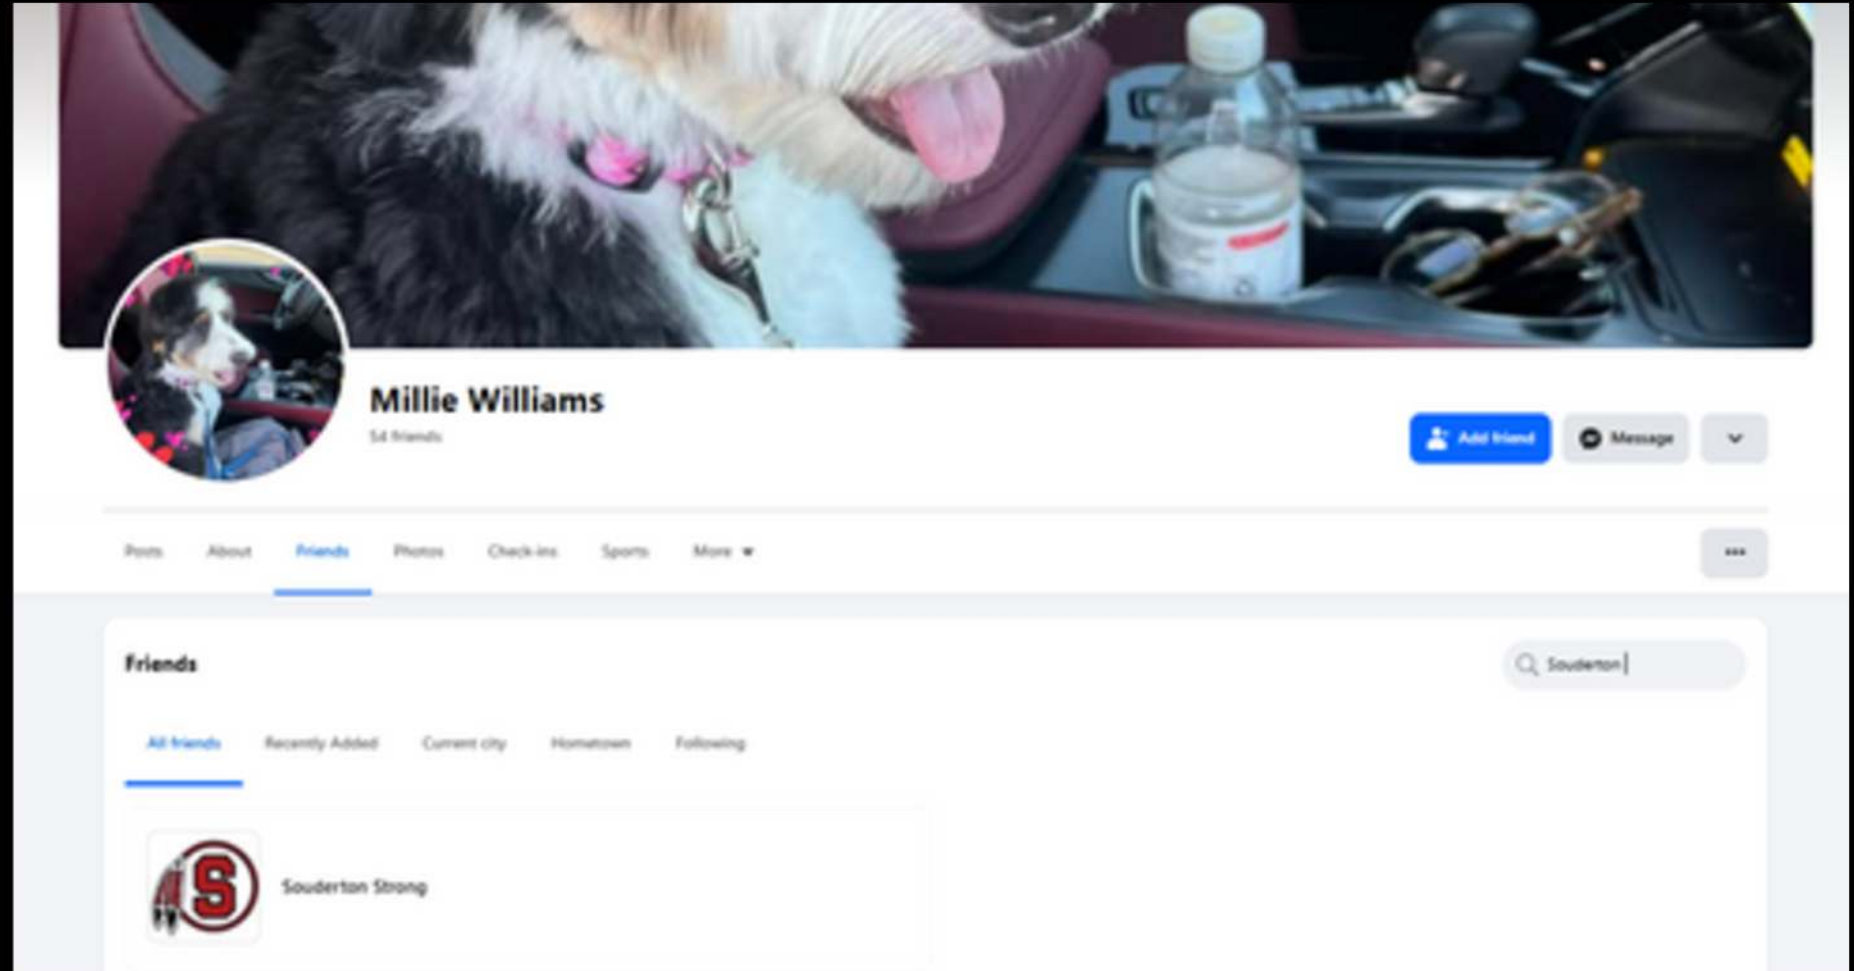 Millie Williams
54 friends
Add friend
Message
Posts
About
Friends
Photos
Check-ins
Sports
More
Friends
Souderton
All friends
Recently Added
Current city
Hometown
Following
S
Souderton Strong